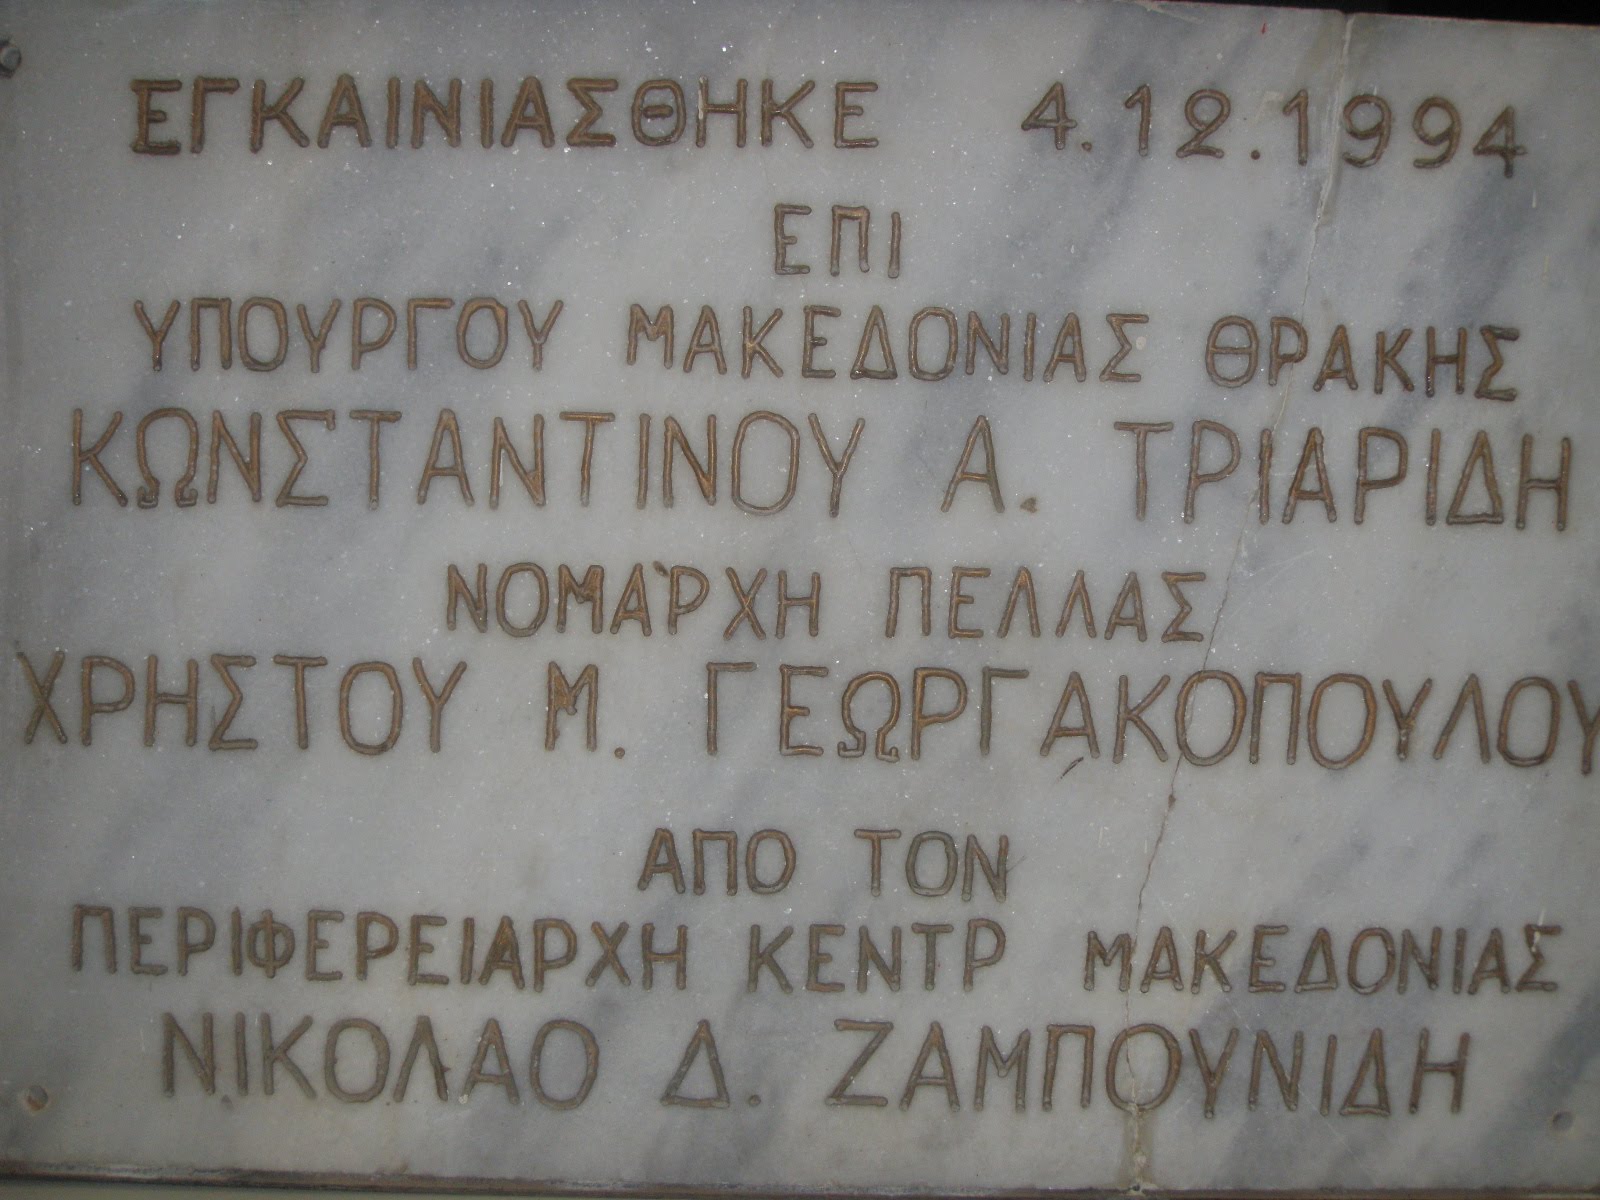 ΕΓΚΑΙΝΙΑΣΘΗΚΕ 4.12.1994
ΕΠΙ
ΥΠΟΥΡΓΟΥ ΜΑΚΕΔΟΝΙΑΣ ΘΡΑΚΗΣ
ΚΩΝΣΤΑΝΤΙΝΟΥ Α. ΤΡΙΑΡΙΔΗ
ΝΟΜΑΡΧΗ ΠΕΛΛΑΣ
ΧΡΗΣΤΟΥ Μ. ΓΕΩΡΓΑΚΟΠΟΥΛΟΥ
ΑΠΟ ΤΟΝ
ΠΕΡΙΦΕΡΕΙΑΡΧΗ ΚΕΝΤΡ ΜΑΚΕΔΟΝΙΑΣ
ΝΙΚΟΛΑΟ Δ. ΖΑΜΠΟΥΝΙΔΗ